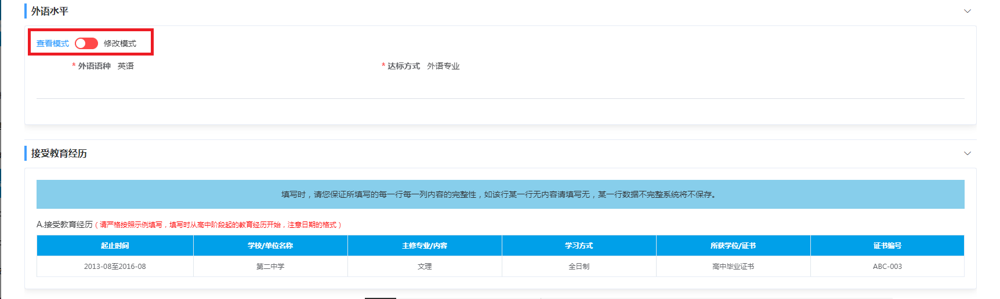 外语水平
查看模式 修改模式
* 外语语种 英语 * 达标方式 外语专业
接受教育经历
填写时，请您保证所填写的每一行每一列内容的完整性，如该行某一行无内容请填写无，某一行数据不完整系统将不保存。
A.接受教育经历（请严格按照示例填写，填写时从高中阶段起的教育经历开始，注意日期的格式）
起止时间 学校/单位名称 主修专业/内容 学习方式 所获学位/证书 证书编号
2013-08至2016-08 第二中学 文理 全日制 高中毕业证书 ABC-003